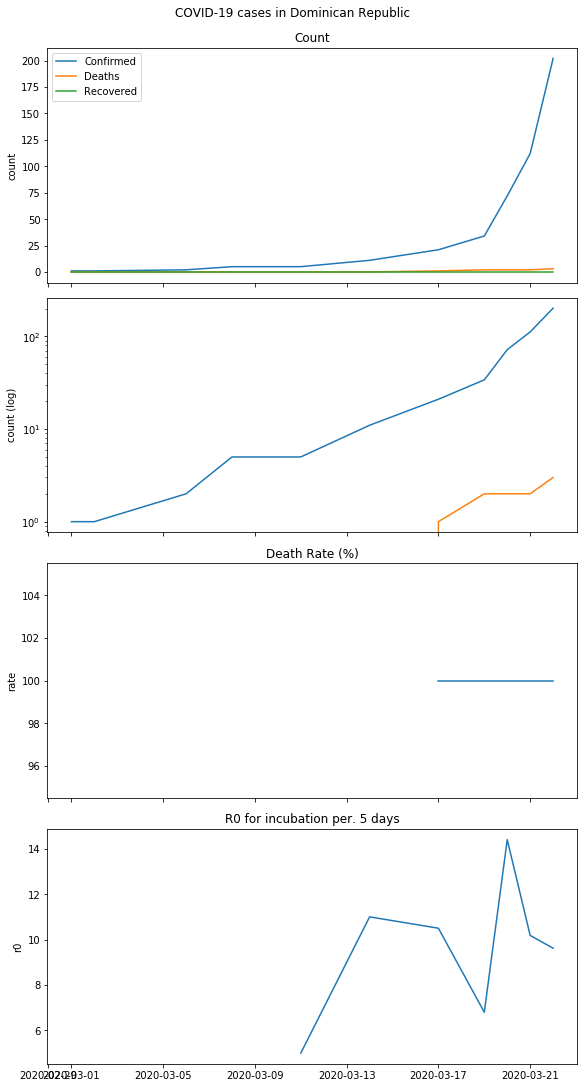 COVID-19 cases in Dominican Republic
Count
Confirmed
Deaths
Recovered
200
175
150
125
100
75
50
25
0
count
10²
10¹
10⁰
count (log)
Death Rate (%)
104
102
100
98
96
rate
R0 for incubation per. 5 days
14
12
10
8
6
r0
2020-02-29 2020-03-01 2020-03-05 2020-03-09 2020-03-13 2020-03-17 2020-03-21